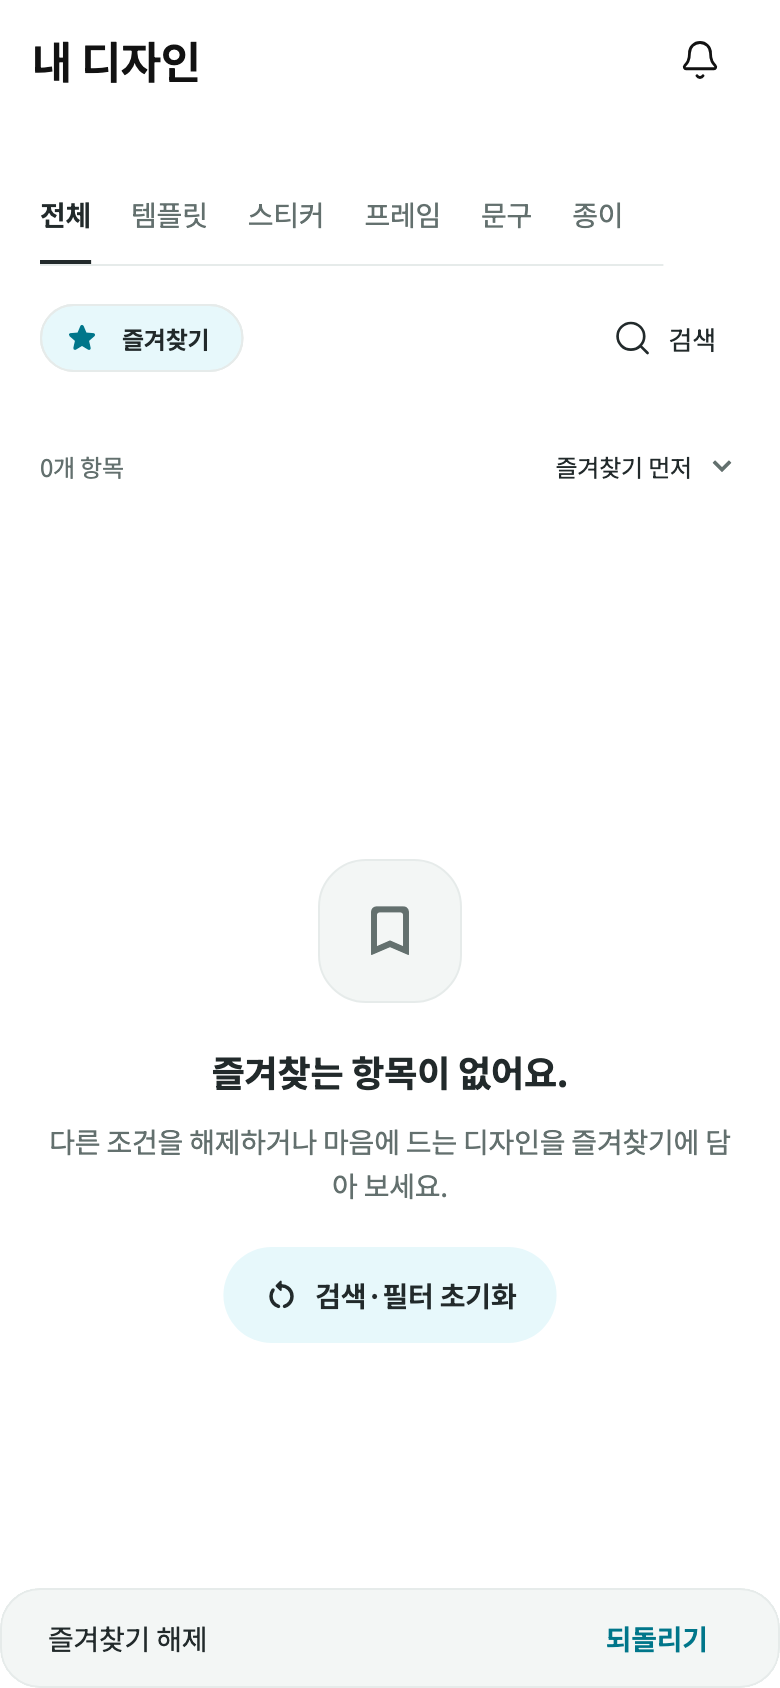 내 디자인
전체 템플릿 스티커 프레임 문구 종이
즐겨찾기 검색
0개 항목 즐겨찾기 먼저
즐겨찾는 항목이 없어요.
다른 조건을 해제하거나 마음에 드는 디자인을 즐겨찾기에 담
아 보세요.
검색·필터 초기화
즐겨찾기 해제 되돌리기